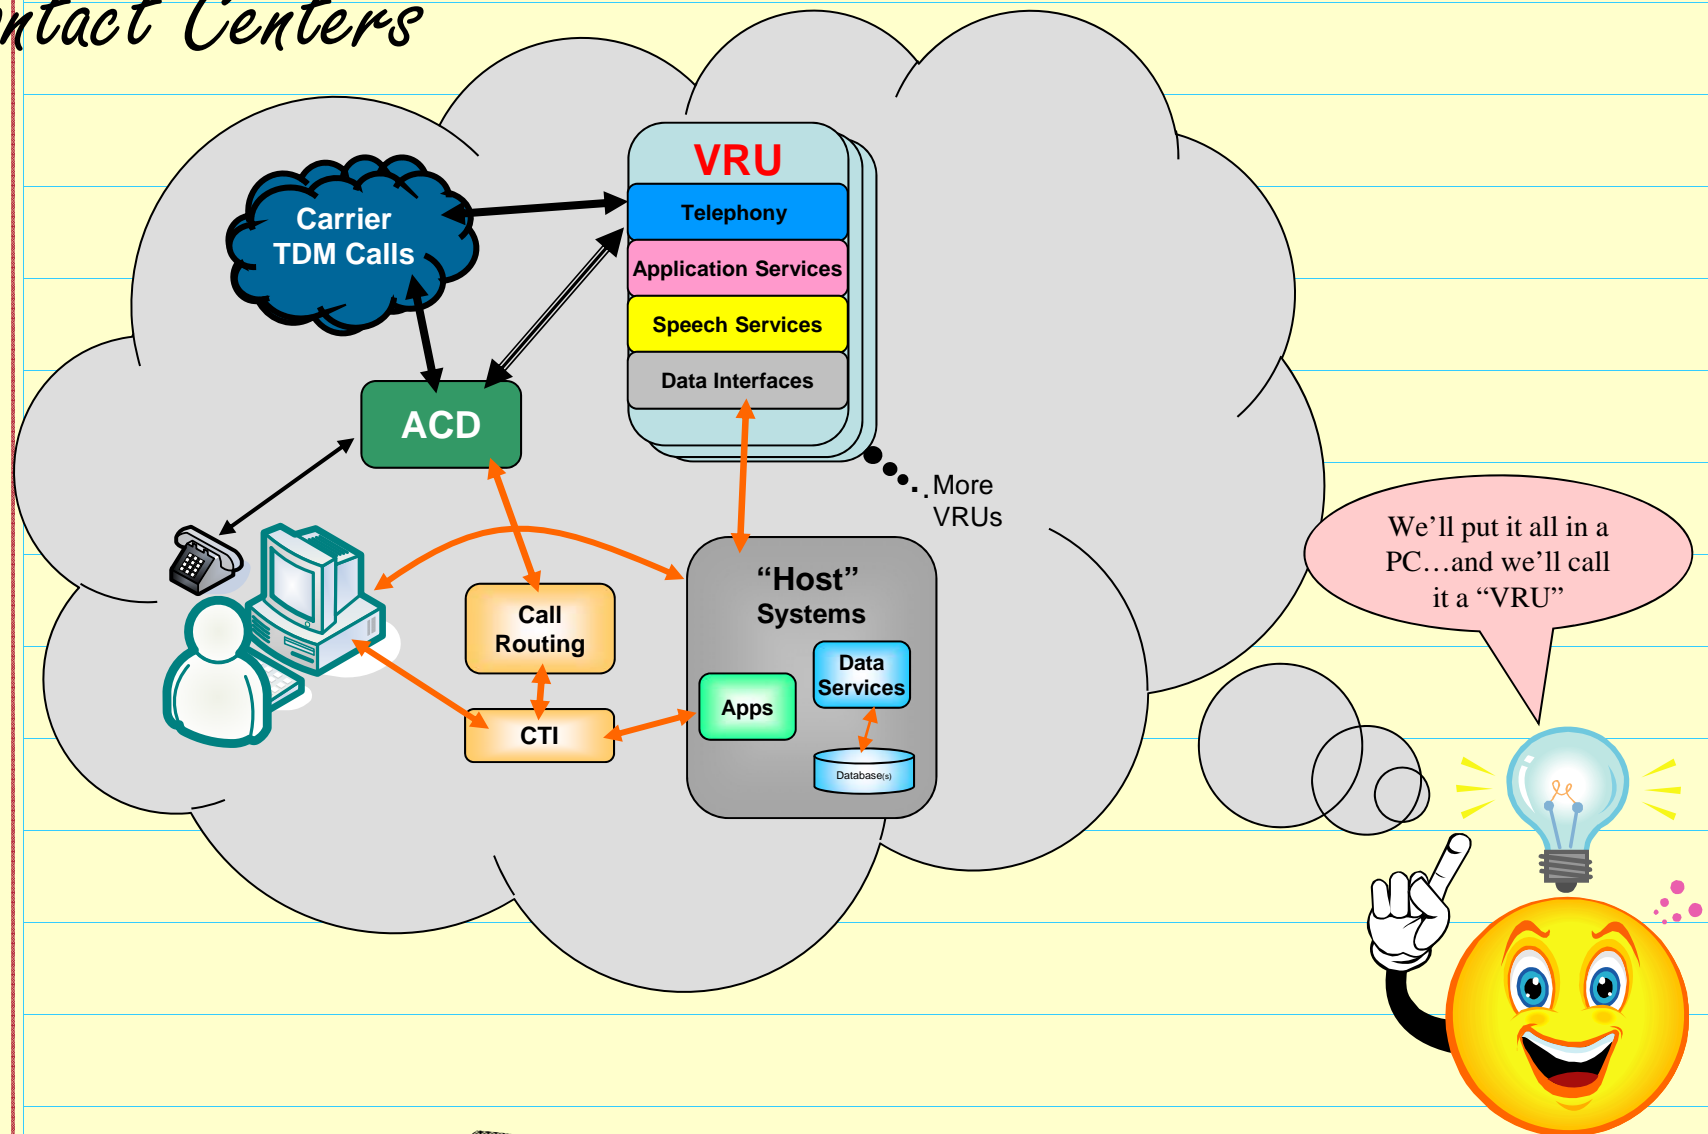 ntact Centers
VRU
Carrier
TDM Calls
Telephony
Application Services
Speech Services
Data Interfaces
ACD
More
VRUs
We’ll put it all in a
PC…and we’ll call
it a “VRU”
“Host”
Systems
Call
Routing
Data
Services
Apps
CTI
Database(s)